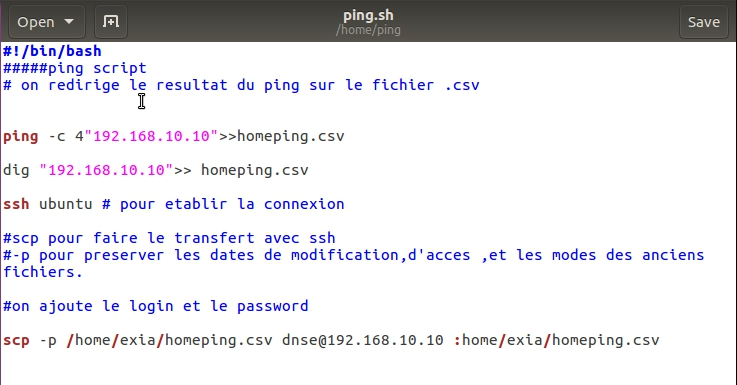 Open
ping.sh
/home/ping
Save
#!/bin/bash
#####ping script
# on redirige le resultat du ping sur le fichier .csv
ping -c 4"192.168.10.10">>homeping.csv
dig "192.168.10.10">> homeping.csv
ssh ubuntu # pour etablir la connexion
#scp pour faire le transfert avec ssh
#-p pour preserver les dates de modification,d'acces ,et les modes des anciens
fichiers.
#on ajoute le login et le password
scp -p /home/exia/homeping.csv dnse@192.168.10.10 :home/exia/homeping.csv